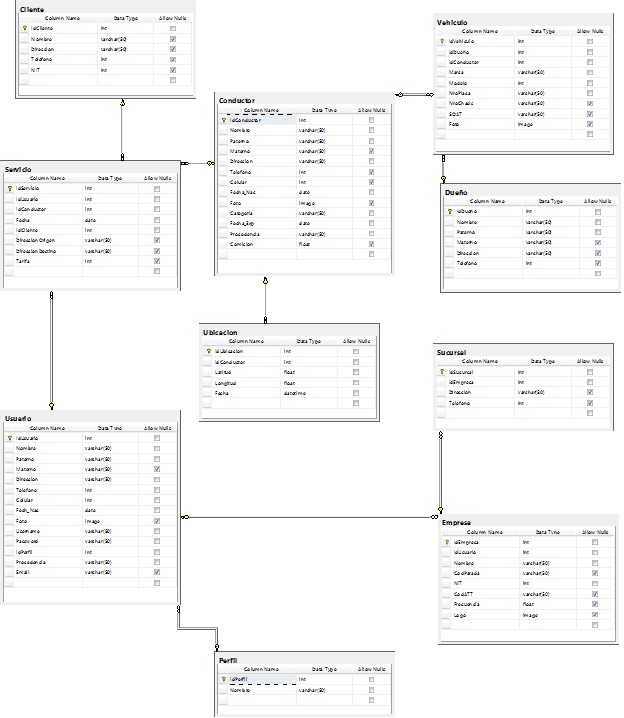 Cliente
Column Name Data Type Allow Nulls
IdCliente int
Nombre varchar(50)
Direccion varchar(50)
Telefono int
NIT varchar(50)
Vehículo
Column Name Data Type Allow Nulls
IdVehiculo int
IdDueño int
IdConductor int
Marca varchar(50)
Modelo int
NroPlaca varchar(50)
NroChasis varchar(50)
SOAT varchar(50)
Foto image
Conductor
Column Name Data Type Allow Nulls
IdConductor int
Nombre varchar(50)
Paterno varchar(50)
Materno varchar(50)
Direccion varchar(50)
Telefono int
Celular int
Fecha_Nac date
Foto image
Categoria varchar(50)
Fecha_Exp date
Procedencia varchar(50)
Comicion float
Servicio
Column Name Data Type Allow Nulls
IdServicio int
IdUsuario int
IdConductor int
Fecha date
IdCliente int
DireccionOrigen varchar(50)
DireccionDestino varchar(50)
Tarifa int
Dueño
Column Name Data Type Allow Nulls
IdDueño int
Nombre varchar(50)
Paterno varchar(50)
Materno varchar(50)
Direccion varchar(50)
Telefono int
Ubicacion
Column Name Data Type Allow Nulls
IdUbicacion int
IdConductor int
Latitud float
Longitud float
Fecha datetime
Sucursal
Column Name Data Type Allow Nulls
IdSucursal int
IdEmpresa int
Direccion varchar(50)
Telefono int
Usuario
Column Name Data Type Allow Nulls
IdUsuario int
Nombre varchar(50)
Paterno varchar(50)
Materno varchar(50)
Direccion varchar(50)
Telefono int
Celular int
Fech_Nac date
Foto image
Username varchar(50)
Password varchar(50)
IdPerfil int
Procedencia varchar(50)
Email varchar(50)
Empresa
Column Name Data Type Allow Nulls
IdEmpresa int
IdUsuario int
Nombre varchar(50)
CodParada varchar(50)
NIT int
CodATT varchar(50)
Frecuencia float
Logo image
Perfil
Column Name Data Type Allow Nulls
IdPerfil int
Nombre varchar(50)